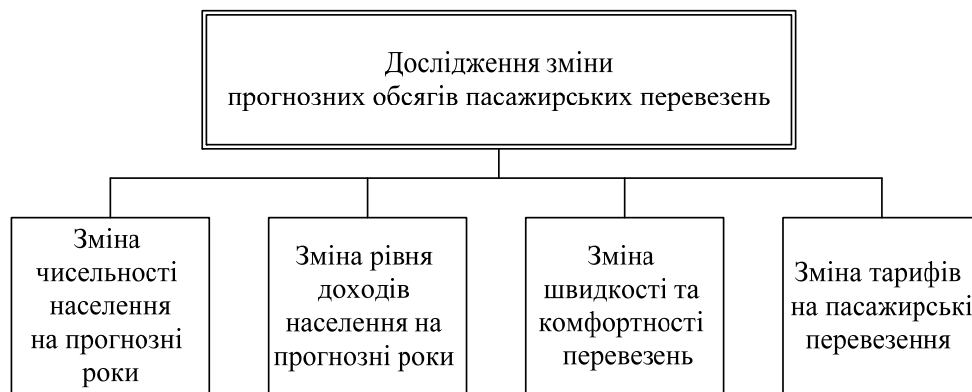 Дослідження зміни
прогнозних обсягів пасажирських перевезень
Зміна
чисельності
населення
на прогнозні
роки
Зміна рівня
доходів
населення на
прогнозні роки
Зміна
швидкості та
комфортності
перевезень
Зміна тарифів
на пасажирські
перевезення